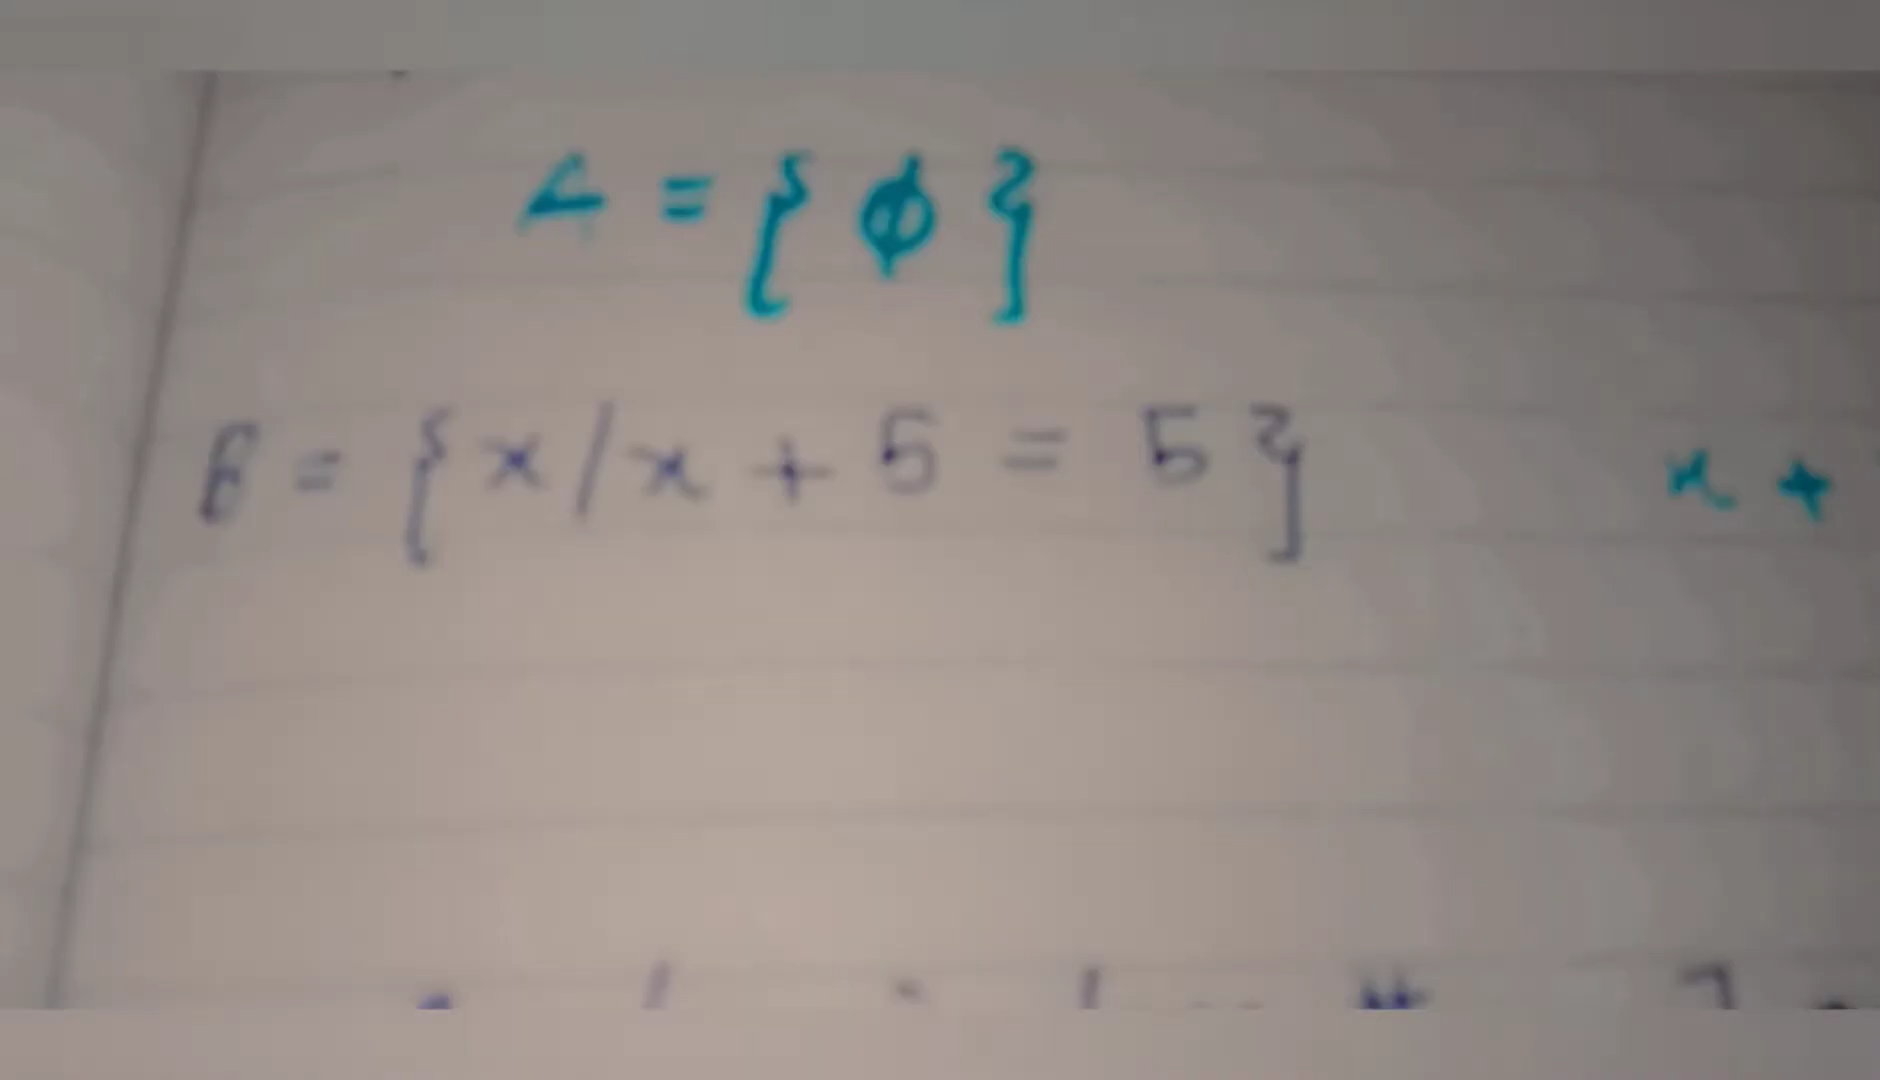 A = { ϕ }
B = { x / x + 5 = 5 } x +